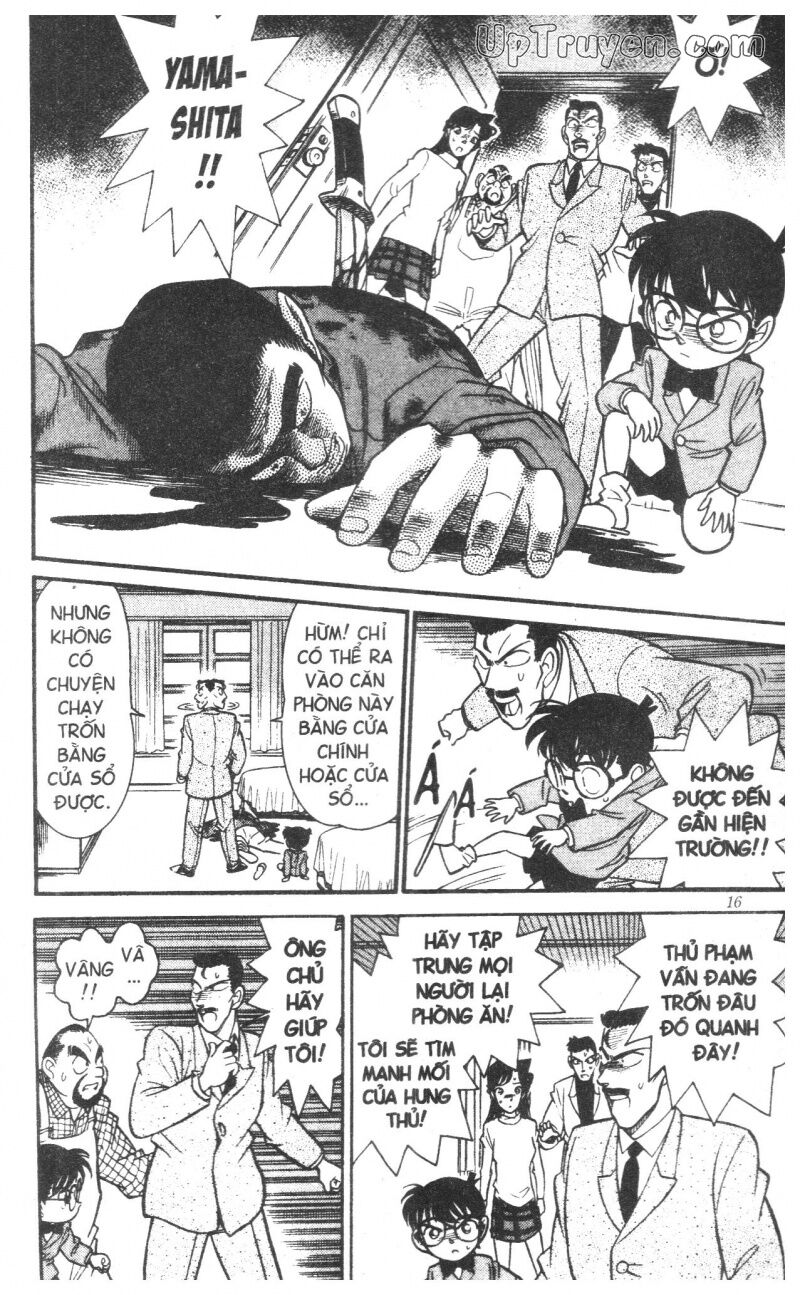 UpTruyen.com
Ơ!
YAMA-
SHITA
!!
KHÔNG
ĐƯỢC ĐẾN
GẦN HIỆN
TRƯỜNG!!
Á
Á
HỪM! CHỈ
CÓ THỂ RA
VÀO CĂN
PHÒNG NÀY
BẰNG CỬA
CHÍNH
HOẶC CỬA
SỔ...
NHƯNG
KHÔNG
CÓ
CHUYỆN
CHẠY
TRỐN
BẰNG
CỬA SỔ
ĐƯỢC.
16
THỦ PHẠM
VẪN ĐANG
TRỐN ĐÂU
ĐÓ QUANH
ĐÂY!
HÃY TẬP
TRUNG MỌI
NGƯỜI LẠI
PHÒNG ĂN!
TÔI SẼ TÌM
MANH MỐI
CỦA HUNG
THỦ!
ÔNG
CHỦ
HÃY
GIÚP
TÔI!
VÂ
...
VÂNG
!!